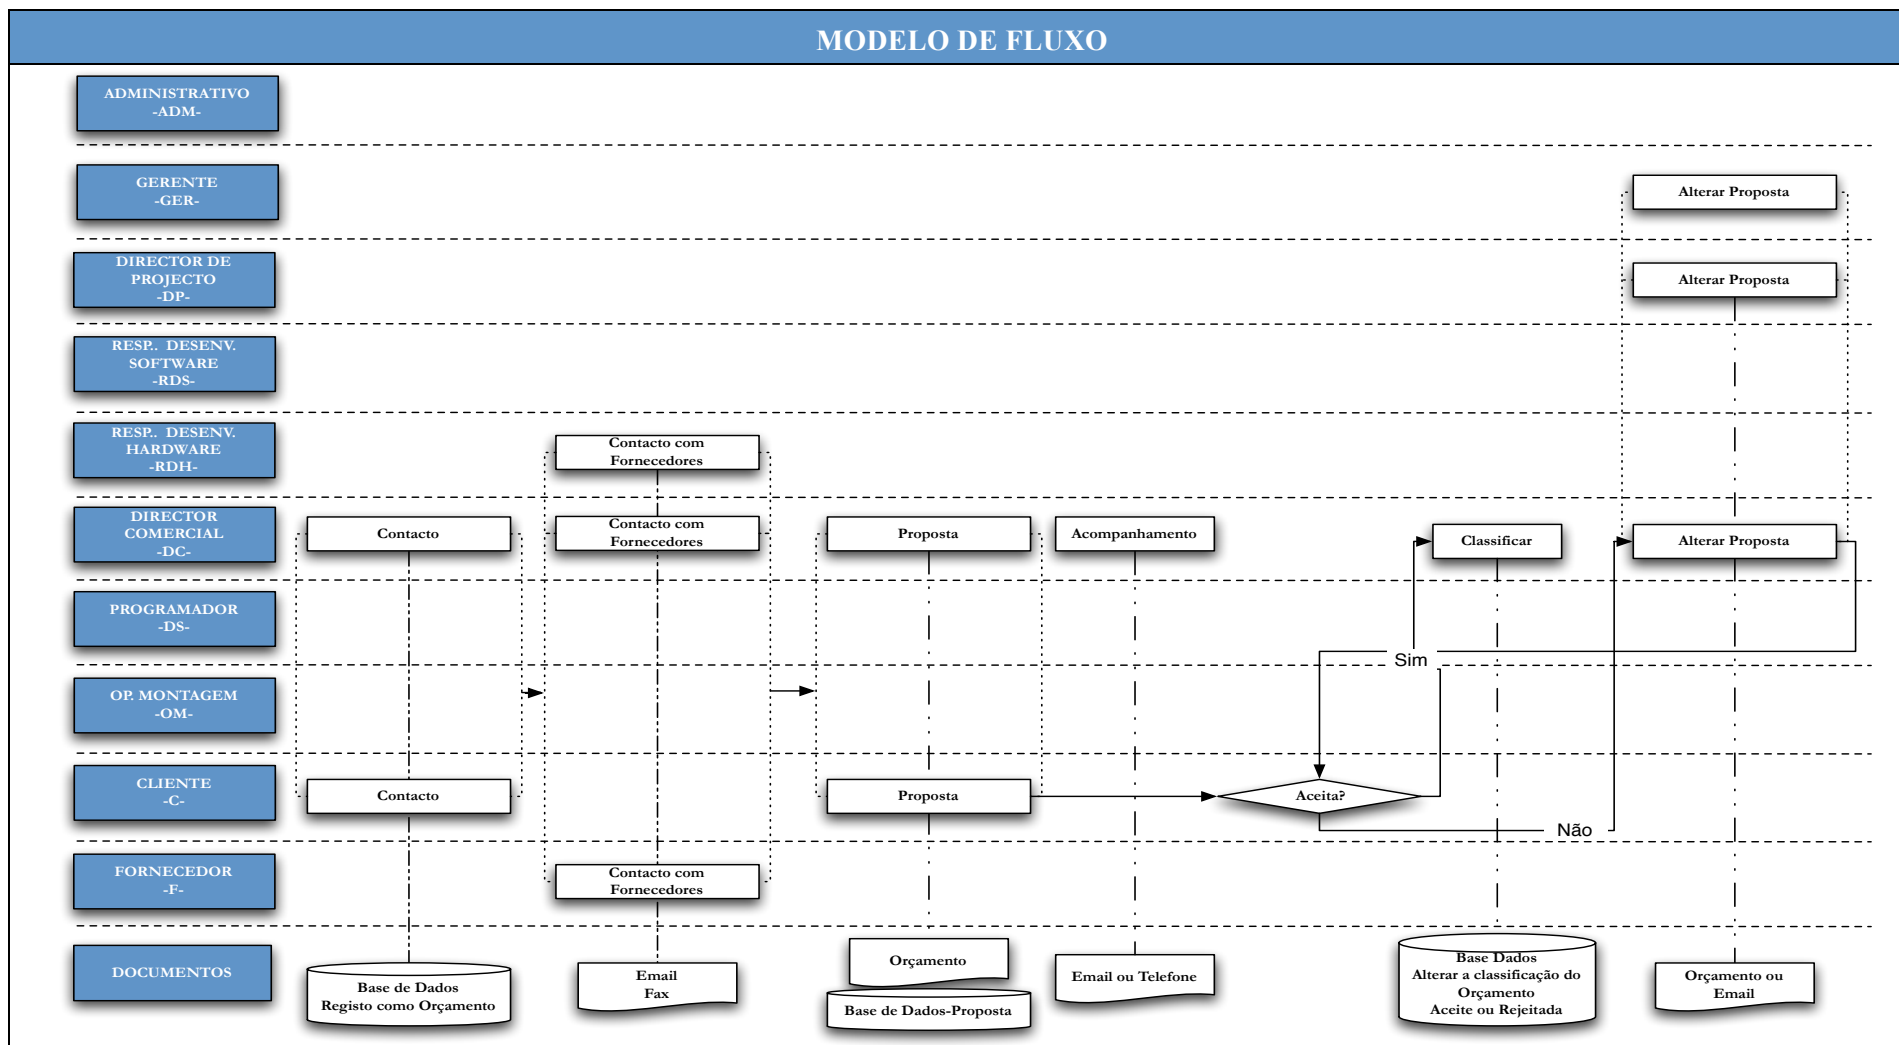 MODELO DE FLUXO
ADMINISTRATIVO
-ADM-
GERENTE
-GER-
Alterar Proposta
DIRECTOR DE
PROJECTO
-DP-
Alterar Proposta
RESP.. DESENV.
SOFTWARE
-RDS-
RESP.. DESENV.
HARDWARE
-RDH-
Contacto com
Fornecedores
DIRECTOR
COMERCIAL
-DC-
Contacto
Contacto com
Fornecedores
Proposta
Acompanhamento
Classificar
Alterar Proposta
PROGRAMADOR
-DS-
Sim
OP. MONTAGEM
-OM-
CLIENTE
-C-
Contacto
Proposta
Aceita?
Não
FORNECEDOR
-F-
Contacto com
Fornecedores
DOCUMENTOS
Base de Dados
Registo como Orçamento
Email
Fax
Orçamento
Base de Dados-Proposta
Email ou Telefone
Base Dados
Alterar a classificação do
Orçamento
Aceite ou Rejeitada
Orçamento ou
Email